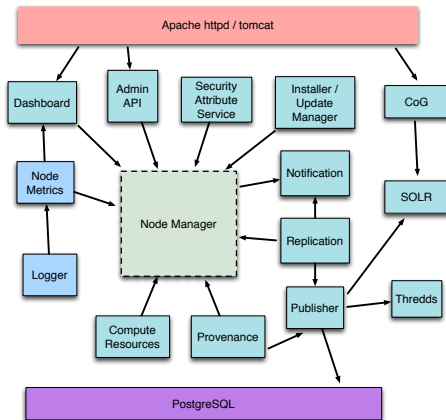 Apache httpd / tomcat
Dashboard
Admin
API
Security
Attribute
Service
Installer /
Update
Manager
CoG
Node
Metrics
Node Manager
Notification
SOLR
Logger
Replication
Compute
Resources
Provenance
Publisher
Thredds
PostgreSQL